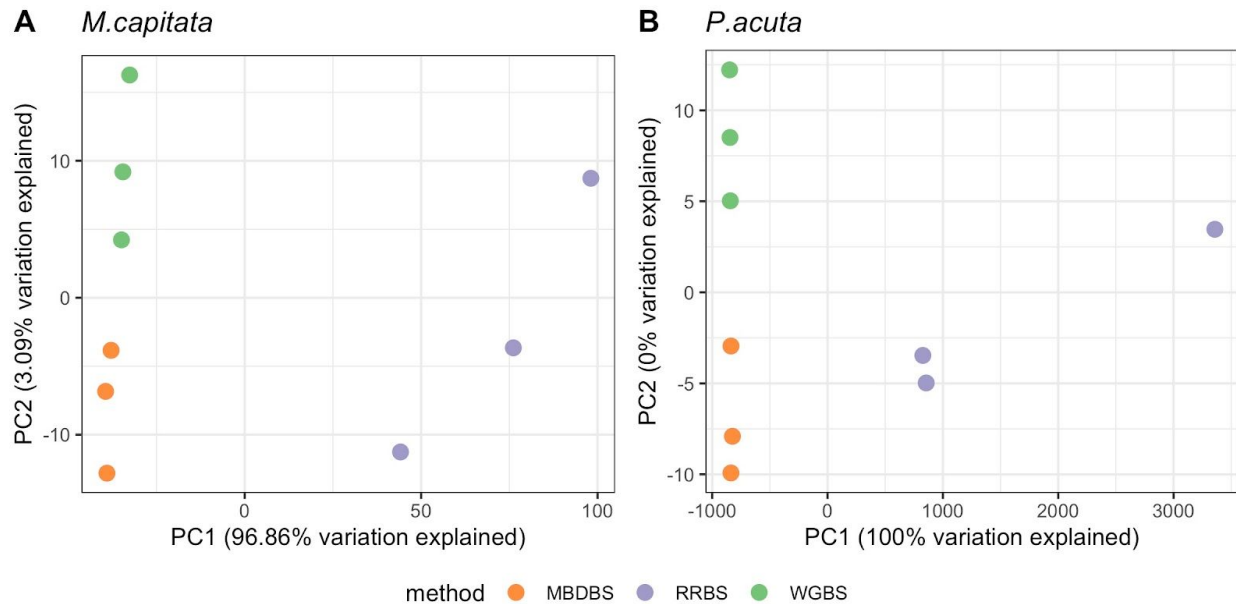 A M.capitata
PC2 (3.09% variation explained)
10
0
-10
0 50 100
PC1 (96.86% variation explained)
B P.acuta
PC2 (0% variation explained)
10
5
0
-5
-10
-1000 0 1000 2000 3000
PC1 (100% variation explained)
method MBDBS RRBS WGBS